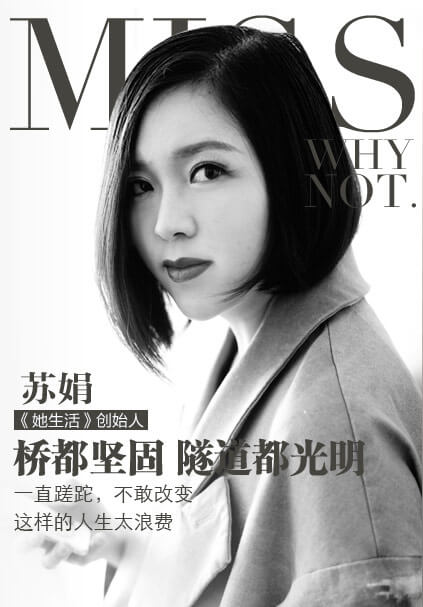 MISS
WHY
NOT.
苏娟
《她生活》创始人
桥都坚固 隧道都光明
一直蹉跎，不敢改变
这样的人生太浪费